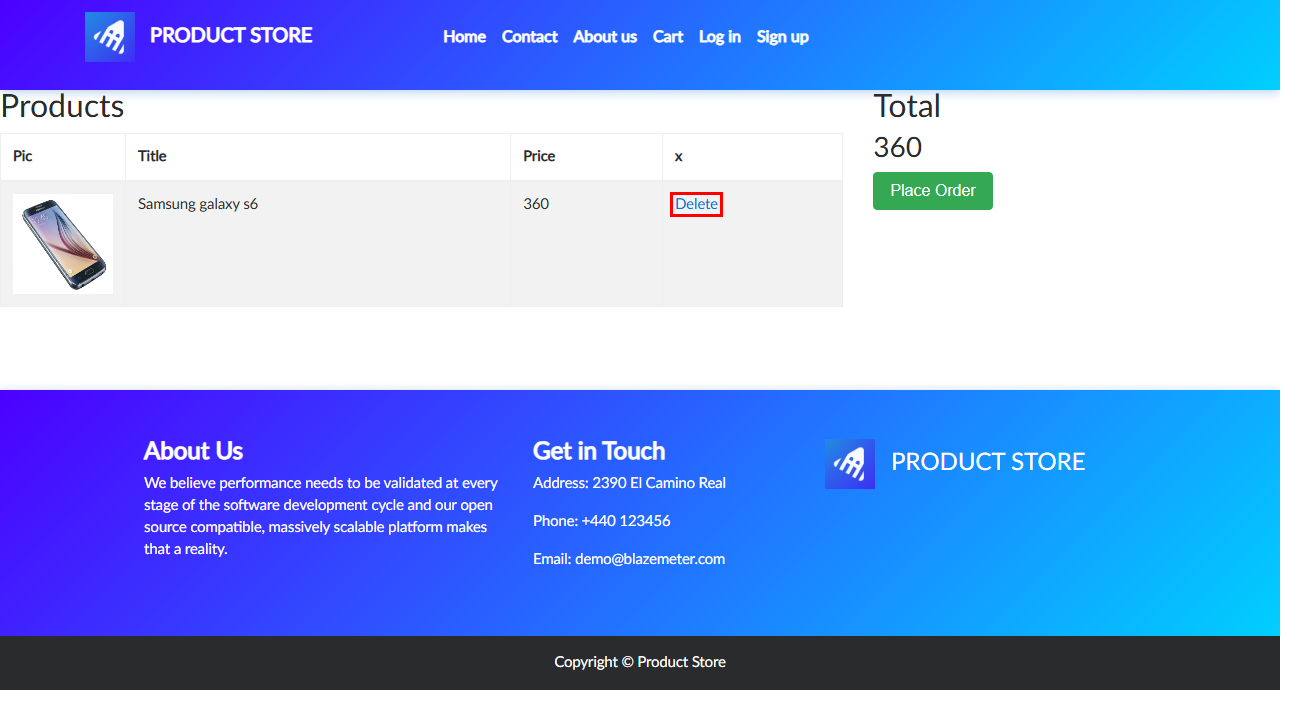 PRODUCT STORE
Home Contact About us Cart Log in Sign up
Products
Pic Title Price x
Samsung galaxy s6 360 Delete
Total
360
Place Order
About Us
We believe performance needs to be validated at every
stage of the software development cycle and our open
source compatible, massively scalable platform makes
that a reality.
Get in Touch
Address: 2390 El Camino Real
Phone: +440 123456
Email: demo@blazemeter.com
PRODUCT STORE
Copyright © Product Store